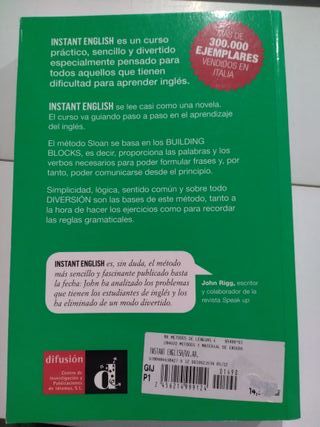 INSTANT ENGLISH es un curso
práctico, sencillo y divertido
especialmente pensado para
todos aquellos que tienen
dificultad para aprender inglés.
MÁS DE
300.000
EJEMPLARES
VENDIDOS EN
ITALIA
INSTANT ENGLISH se lee casi como una novela.
El curso va guiando paso a paso en el aprendizaje
del inglés.
El método Sloan se basa en los BUILDING
BLOCKS, es decir, proporciona las palabras y los
verbos necesarios para poder formular frases y, por
tanto, poder comunicarse desde el principio.
Simplicidad, lógica, sentido común y sobre todo
DIVERSIÓN son las bases de este método, tanto a
la hora de hacer los ejercicios como para recordar
las reglas gramaticales.
INSTANT ENGLISH es, sin duda, el método
más sencillo y fascinante publicado hasta
la fecha. John ha analizado los problemas
que tienen los estudiantes de inglés y los
ha eliminado de un modo divertido.
John Rigg, escritor
y colaborador de la
revista Speak up
difusión
Centro de
Investigación y
Publicaciones
de Idiomas, S.L.
INSTANT ENGLISH
GIJ
P1
01490